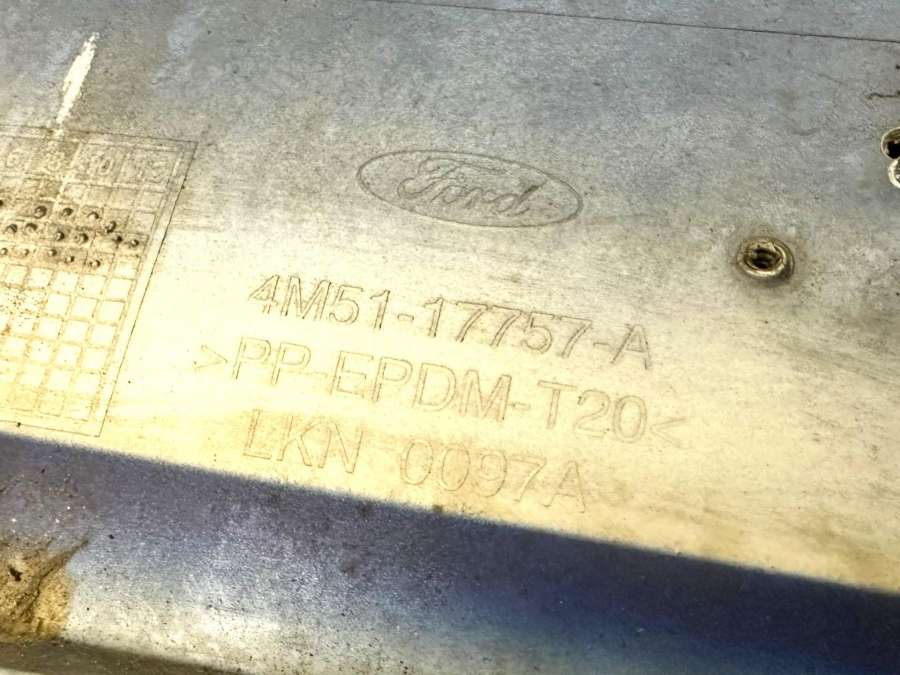 Ford
4M51-17757-A
>PP-EPDM-T20<
LKN 0097A